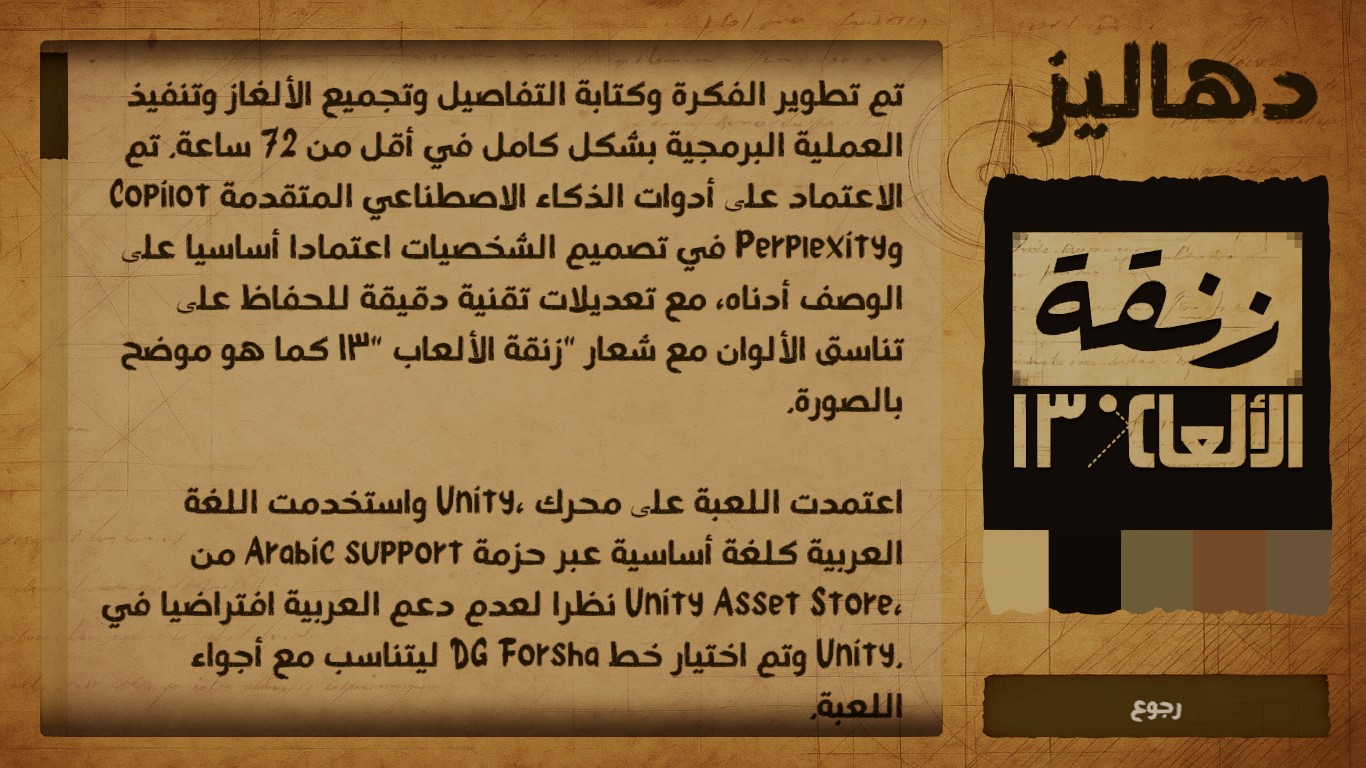 دهاليز
تم تطوير الفكرة وكتابة التفاصيل وتجميع الألغاز وتنفيذ
العملية البرمجية بشكل كامل في أقل من 72 ساعة. تم
الاعتماد على أدوات الذكاء الاصطناعي المتقدمة Copilot
وPerplexity في تصميم الشخصيات اعتمادا أساسيا على
الوصف أدناه، مع تعديلات تقنية دقيقة للحفاظ على
تناسق الألوان مع شعار "زنقة الألعاب "١٣ كما هو موضح
بالصورة.
اعتمدت اللعبة على محرك Unity، واستخدمت اللغة
العربية كلغة أساسية عبر حزمة Arabic support من
Unity Asset Store، نظرا لعدم دعم العربية افتراضيا في
Unity. وتم اختيار خط DG Forsha ليتناسب مع أجواء
اللعبة.
زنقة
الألعاب ١٣
رجوع